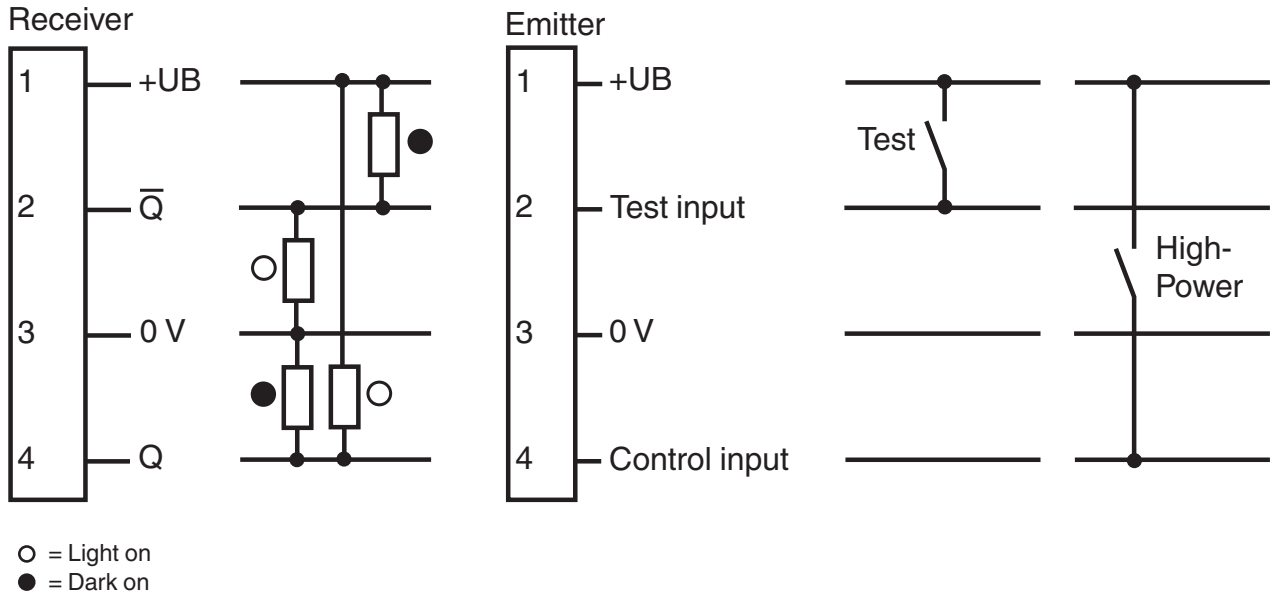 Receiver
1 +UB
2 Q̅
3 0 V
4 Q
Emitter
1 +UB
2 Test input
3 0 V
4 Control input
Test
High-
Power
= Light on
= Dark on